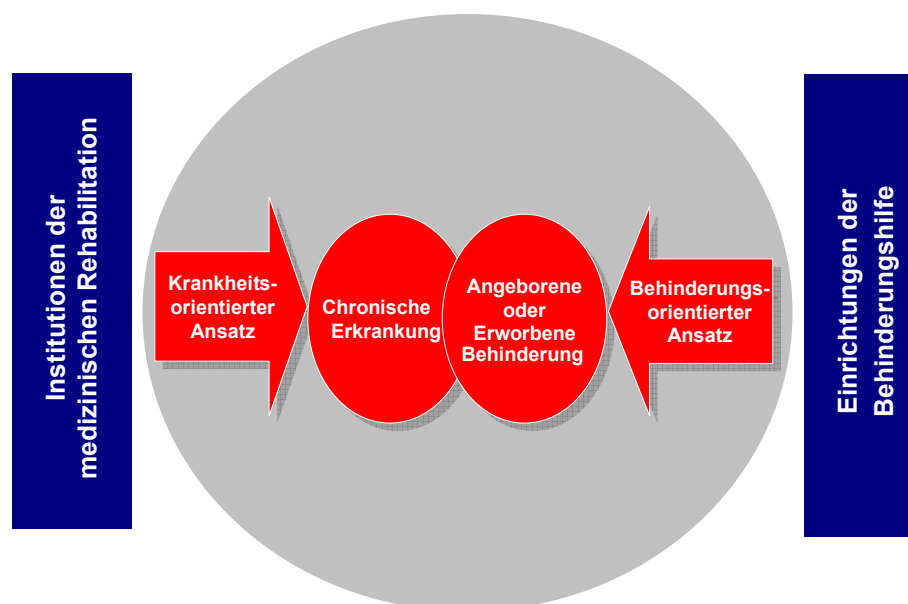 Institutionen der
medizinischen Rehabilitation
Krankheits-
orientierter
Ansatz
Chronische
Erkrankung
Angeborene
oder
Erworbene
Behinderung
Behinderungs-
orientierter
Ansatz
Einrichtungen der
Behinderungshilfe